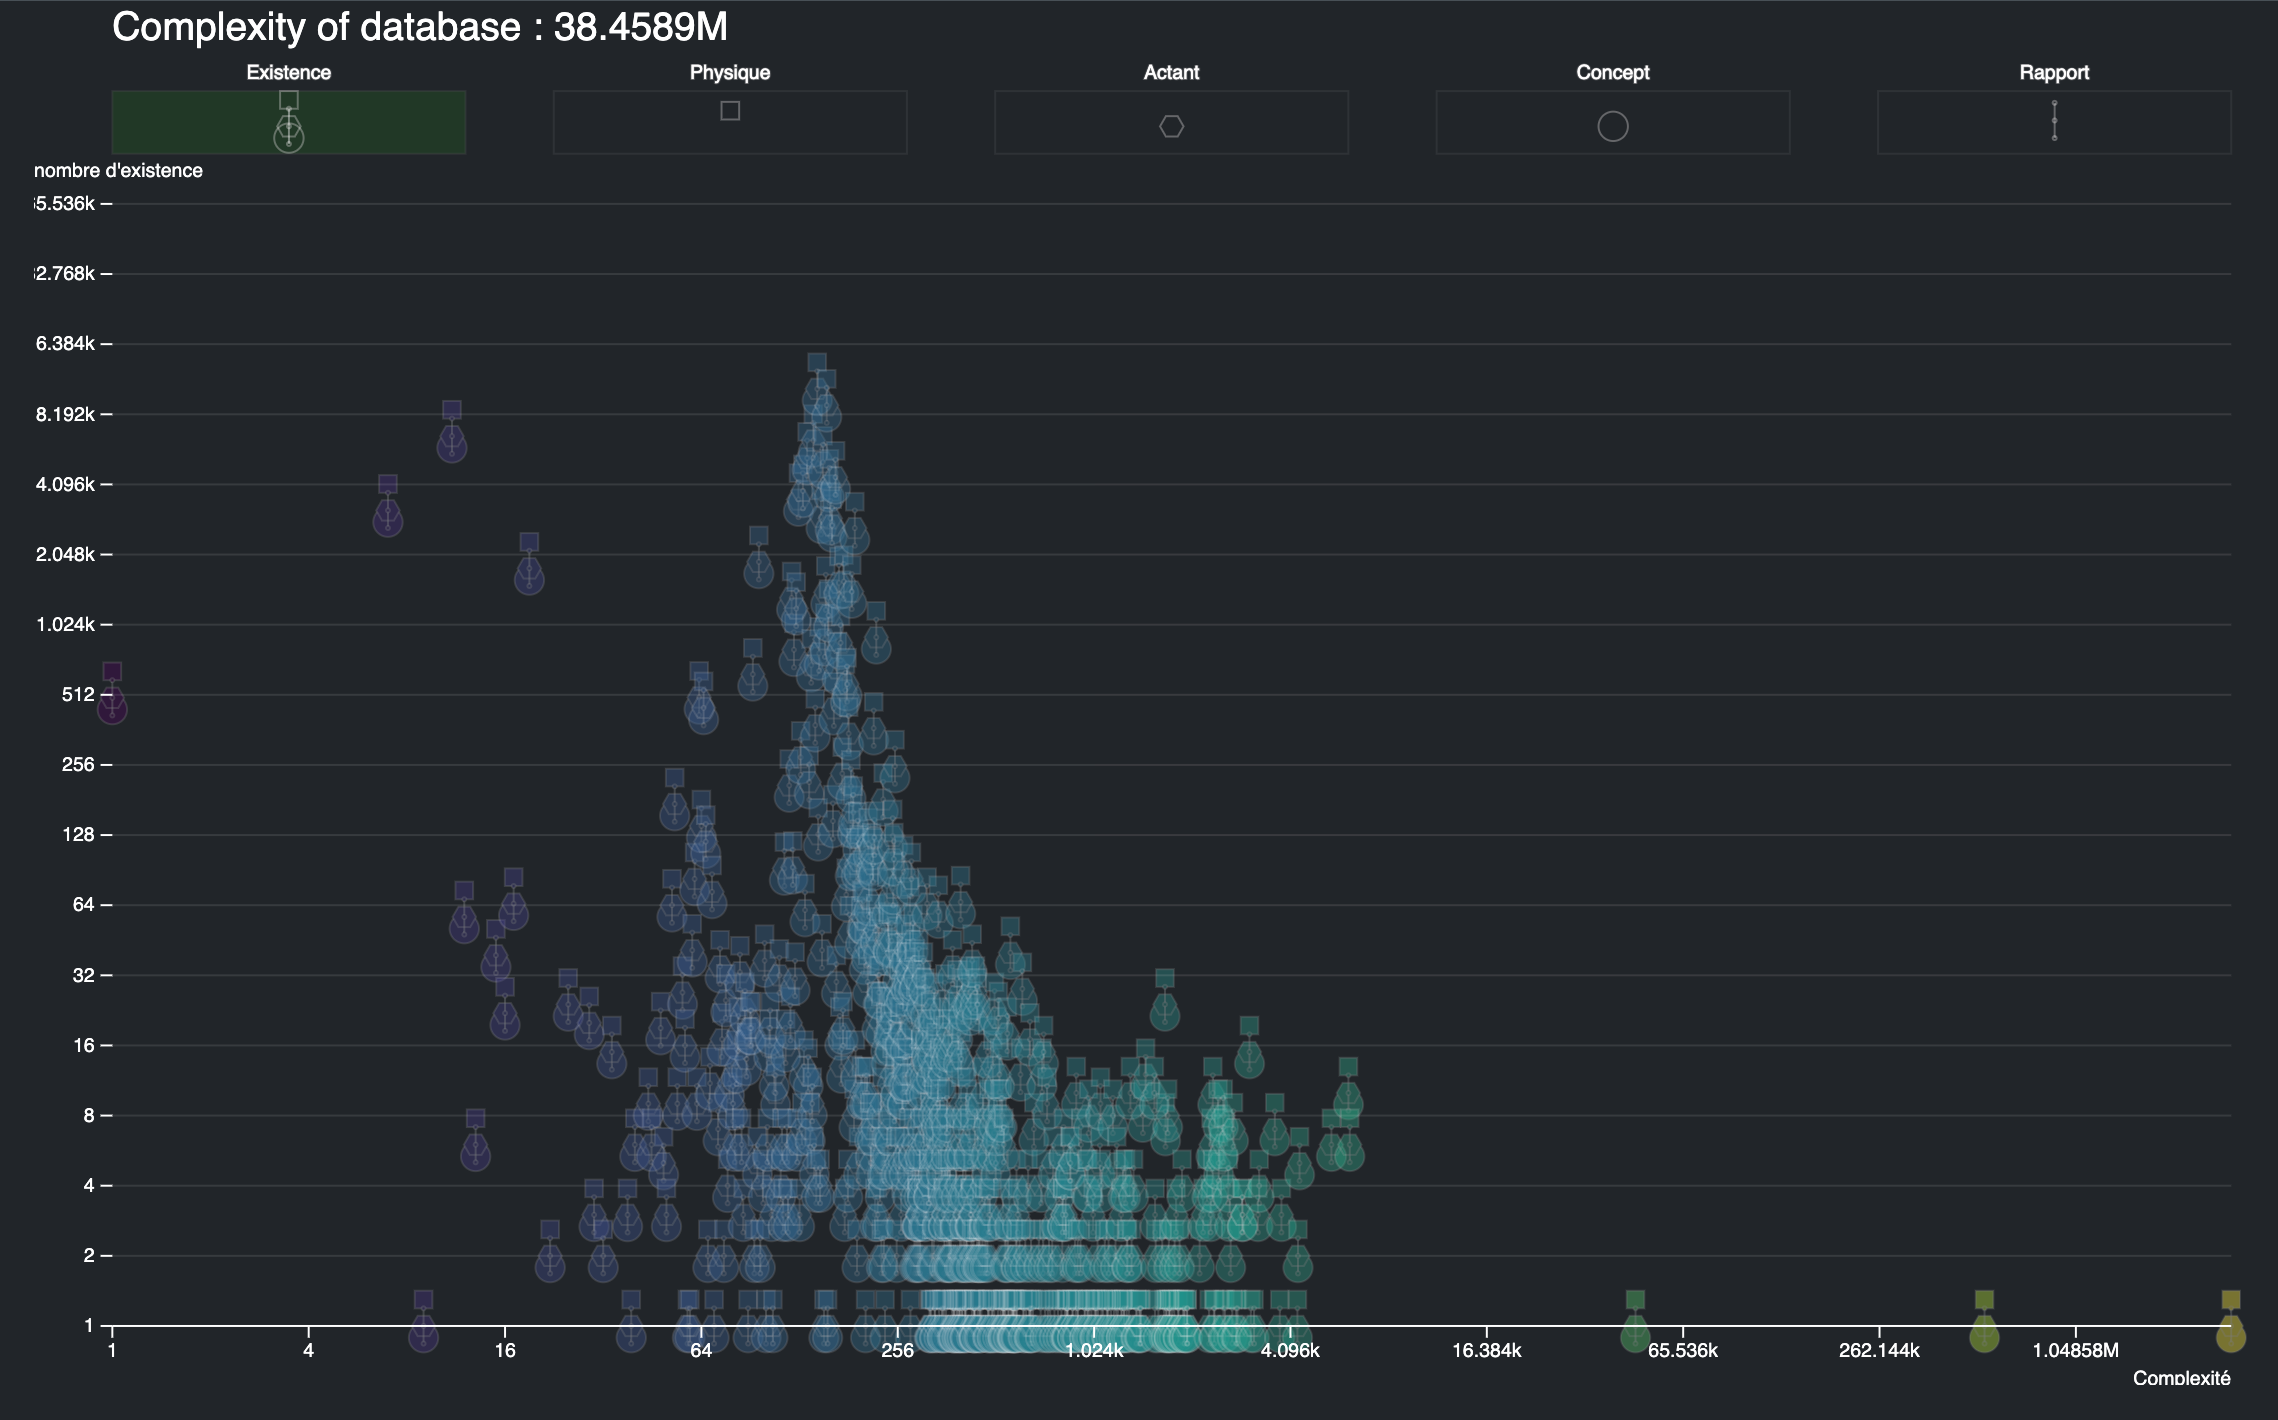 Complexity of database : 38.4589M
Existence
Physique
Actant
Concept
Rapport
nombre d'existence
5.536k
2.768k
6.384k
8.192k
4.096k
2.048k
1.024k
512
256
128
64
32
16
8
4
2
1
1 4 16 64 256 1.024k 4.096k 16.384k 65.536k 262.144k 1.04858M
Complexité